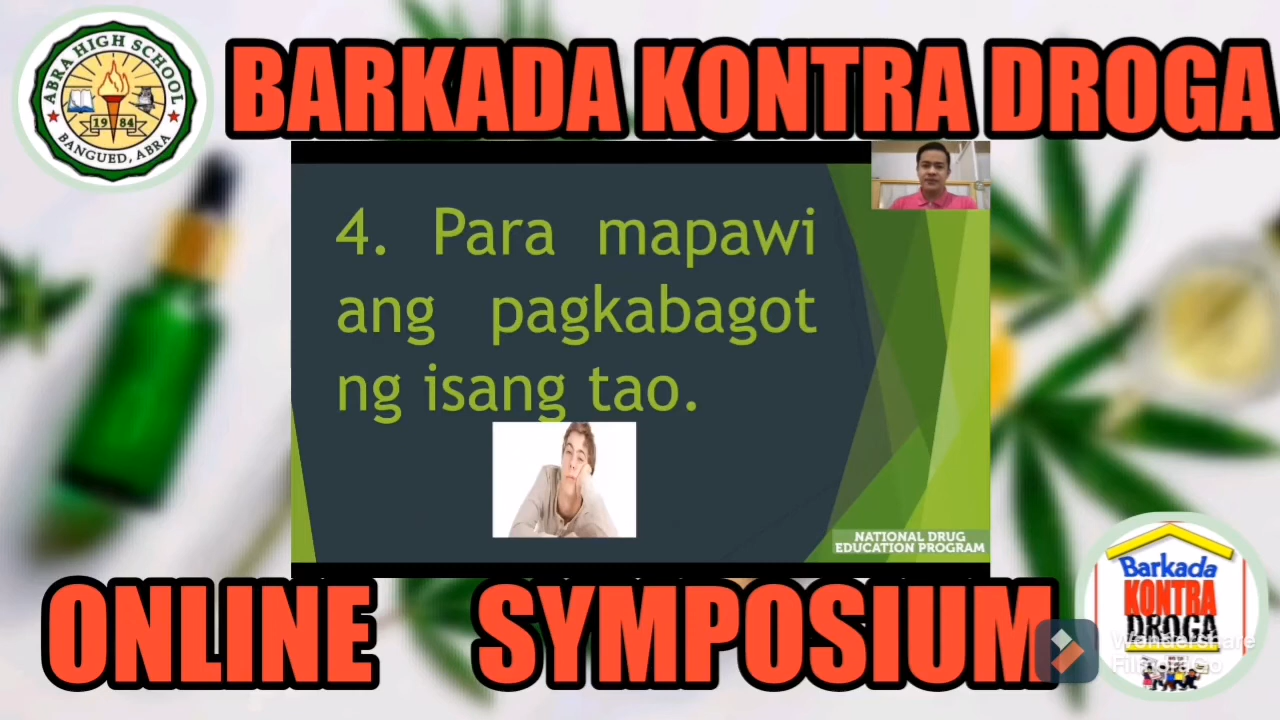 BARKADA KONTRA DROGA
ABRA HIGH SCHOOL
1984
BANGUED, ABRA
4. Para mapawi
ang pagkabagot
ng isang tao.
NATIONAL DRUG
EDUCATION PROGRAM
ONLINE SYMPOSIUM
Barkada
KONTRA
DROGA
Wondershare
FilmoraGo